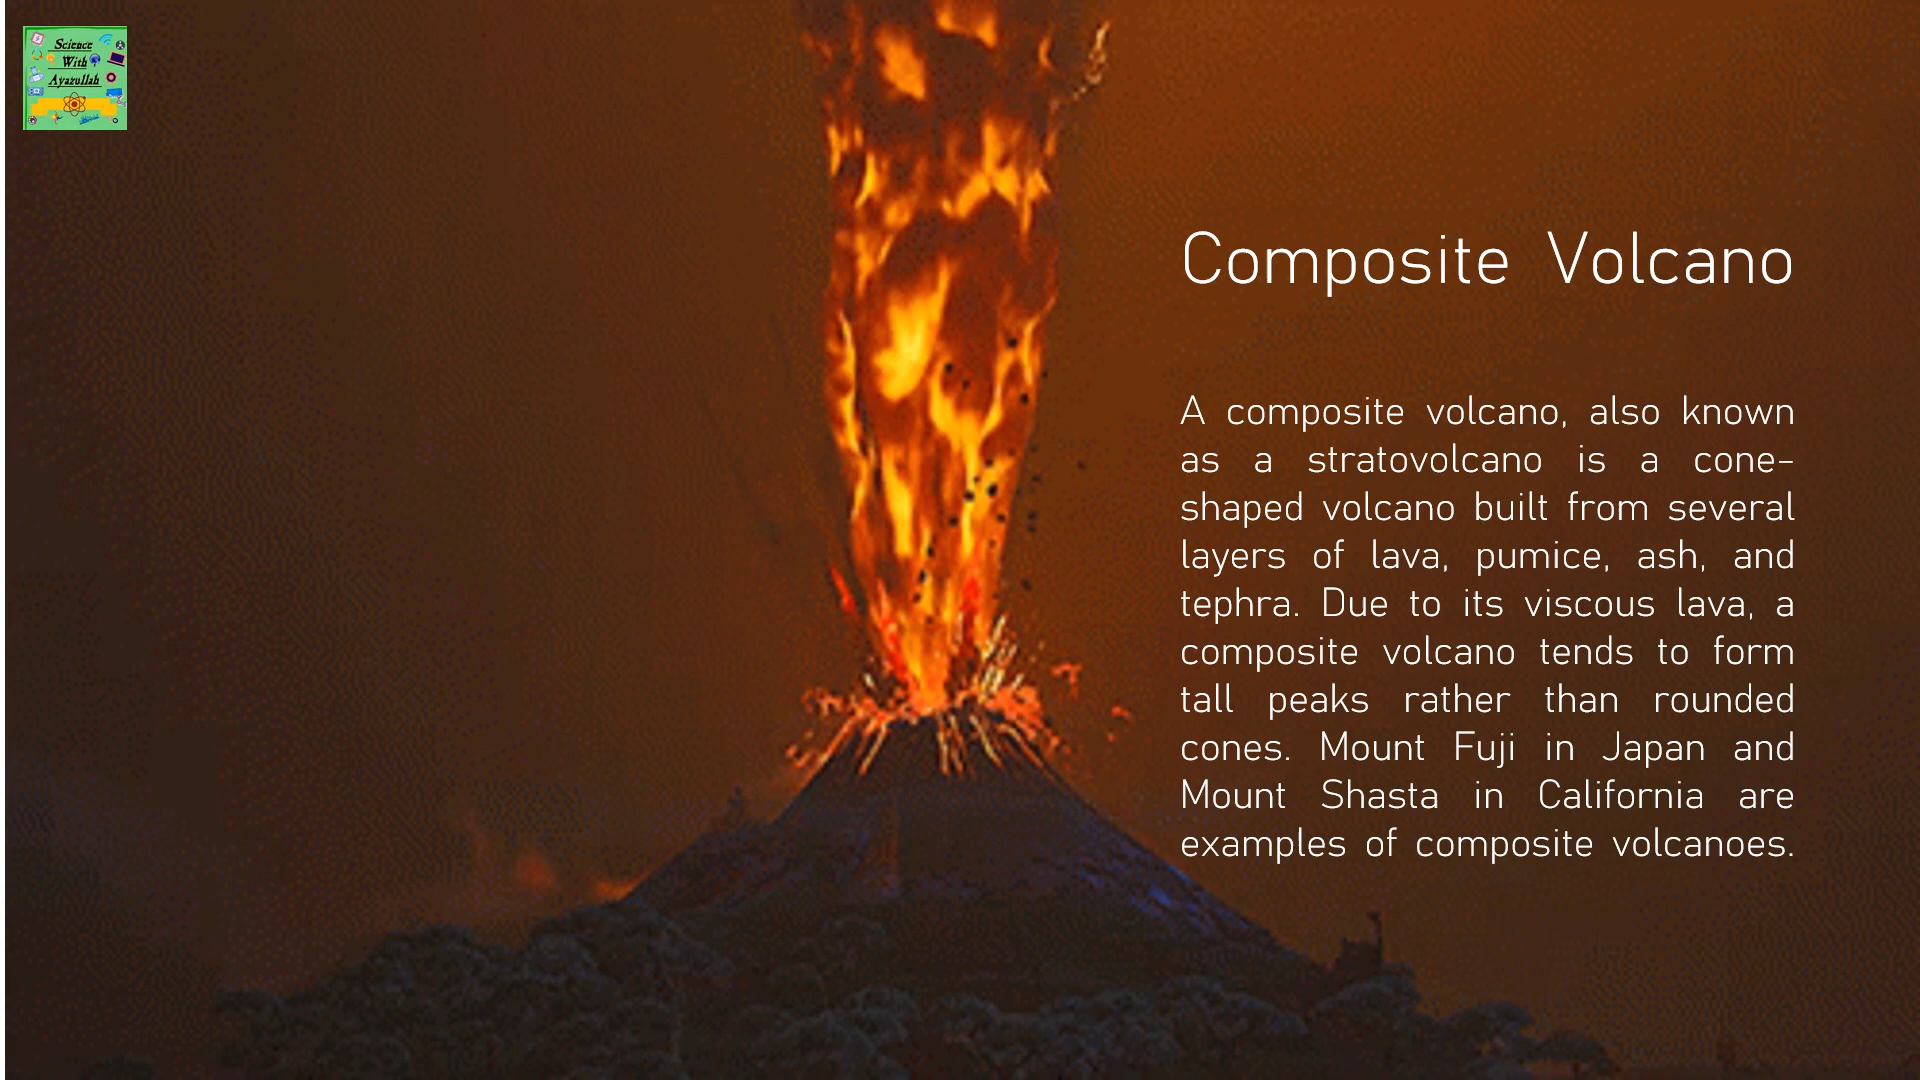 Science
With
Ayazullah
Composite Volcano
A composite volcano, also known
as a stratovolcano is a cone-
shaped volcano built from several
layers of lava, pumice, ash, and
tephra. Due to its viscous lava, a
composite volcano tends to form
tall peaks rather than rounded
cones. Mount Fuji in Japan and
Mount Shasta in California are
examples of composite volcanoes.